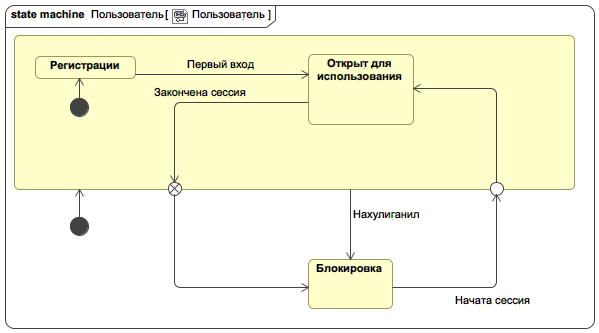 state machine Пользователь[ Пользователь ]
Регистрации
Первый вход
Открыт для
использования
Закончена сессия
Нахулиганил
Блокировка
Начата сессия